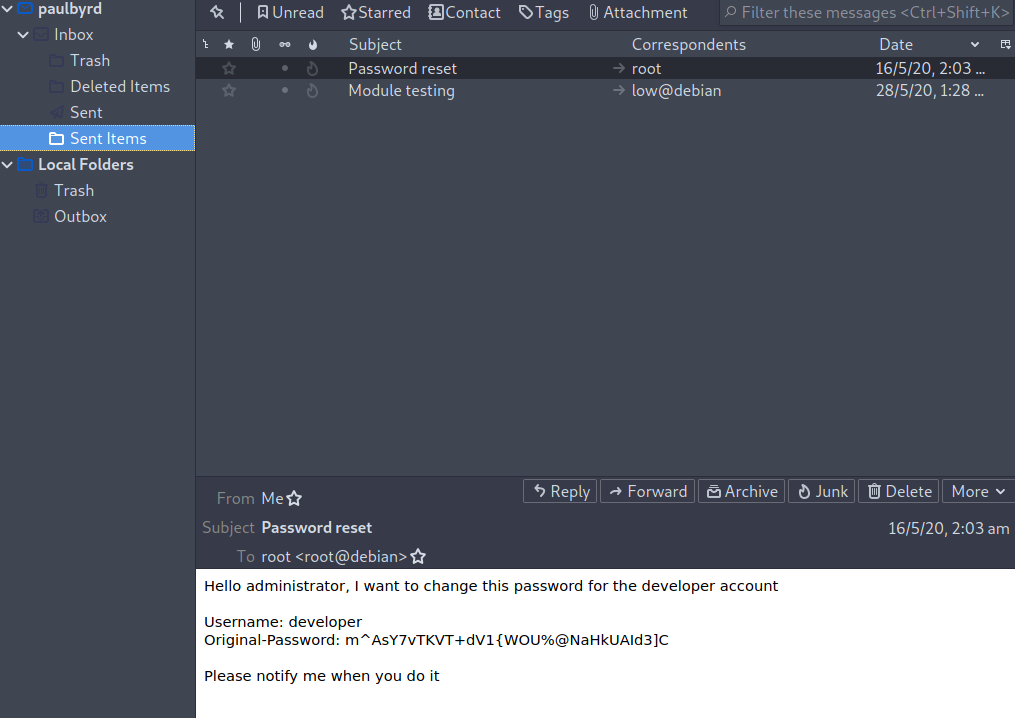 paulbyrd
Inbox
Trash
Deleted Items
Sent
Sent Items
Local Folders
Trash
Outbox
Unread Starred Contact Tags Attachment Filter these messages <Ctrl+Shift+K>
Subject Correspondents Date
Password reset → root 16/5/20, 2:03 ...
Module testing → low@debian 28/5/20, 1:28 ...
From Me Reply Forward Archive Junk Delete More
Subject Password reset 16/5/20, 2:03 am
To root <root@debian>
Hello administrator, I want to change this password for the developer account
Username: developer
Original-Password: m^AsY7vTKVT+dV1{WOU%@NaHkUAId3]C
Please notify me when you do it